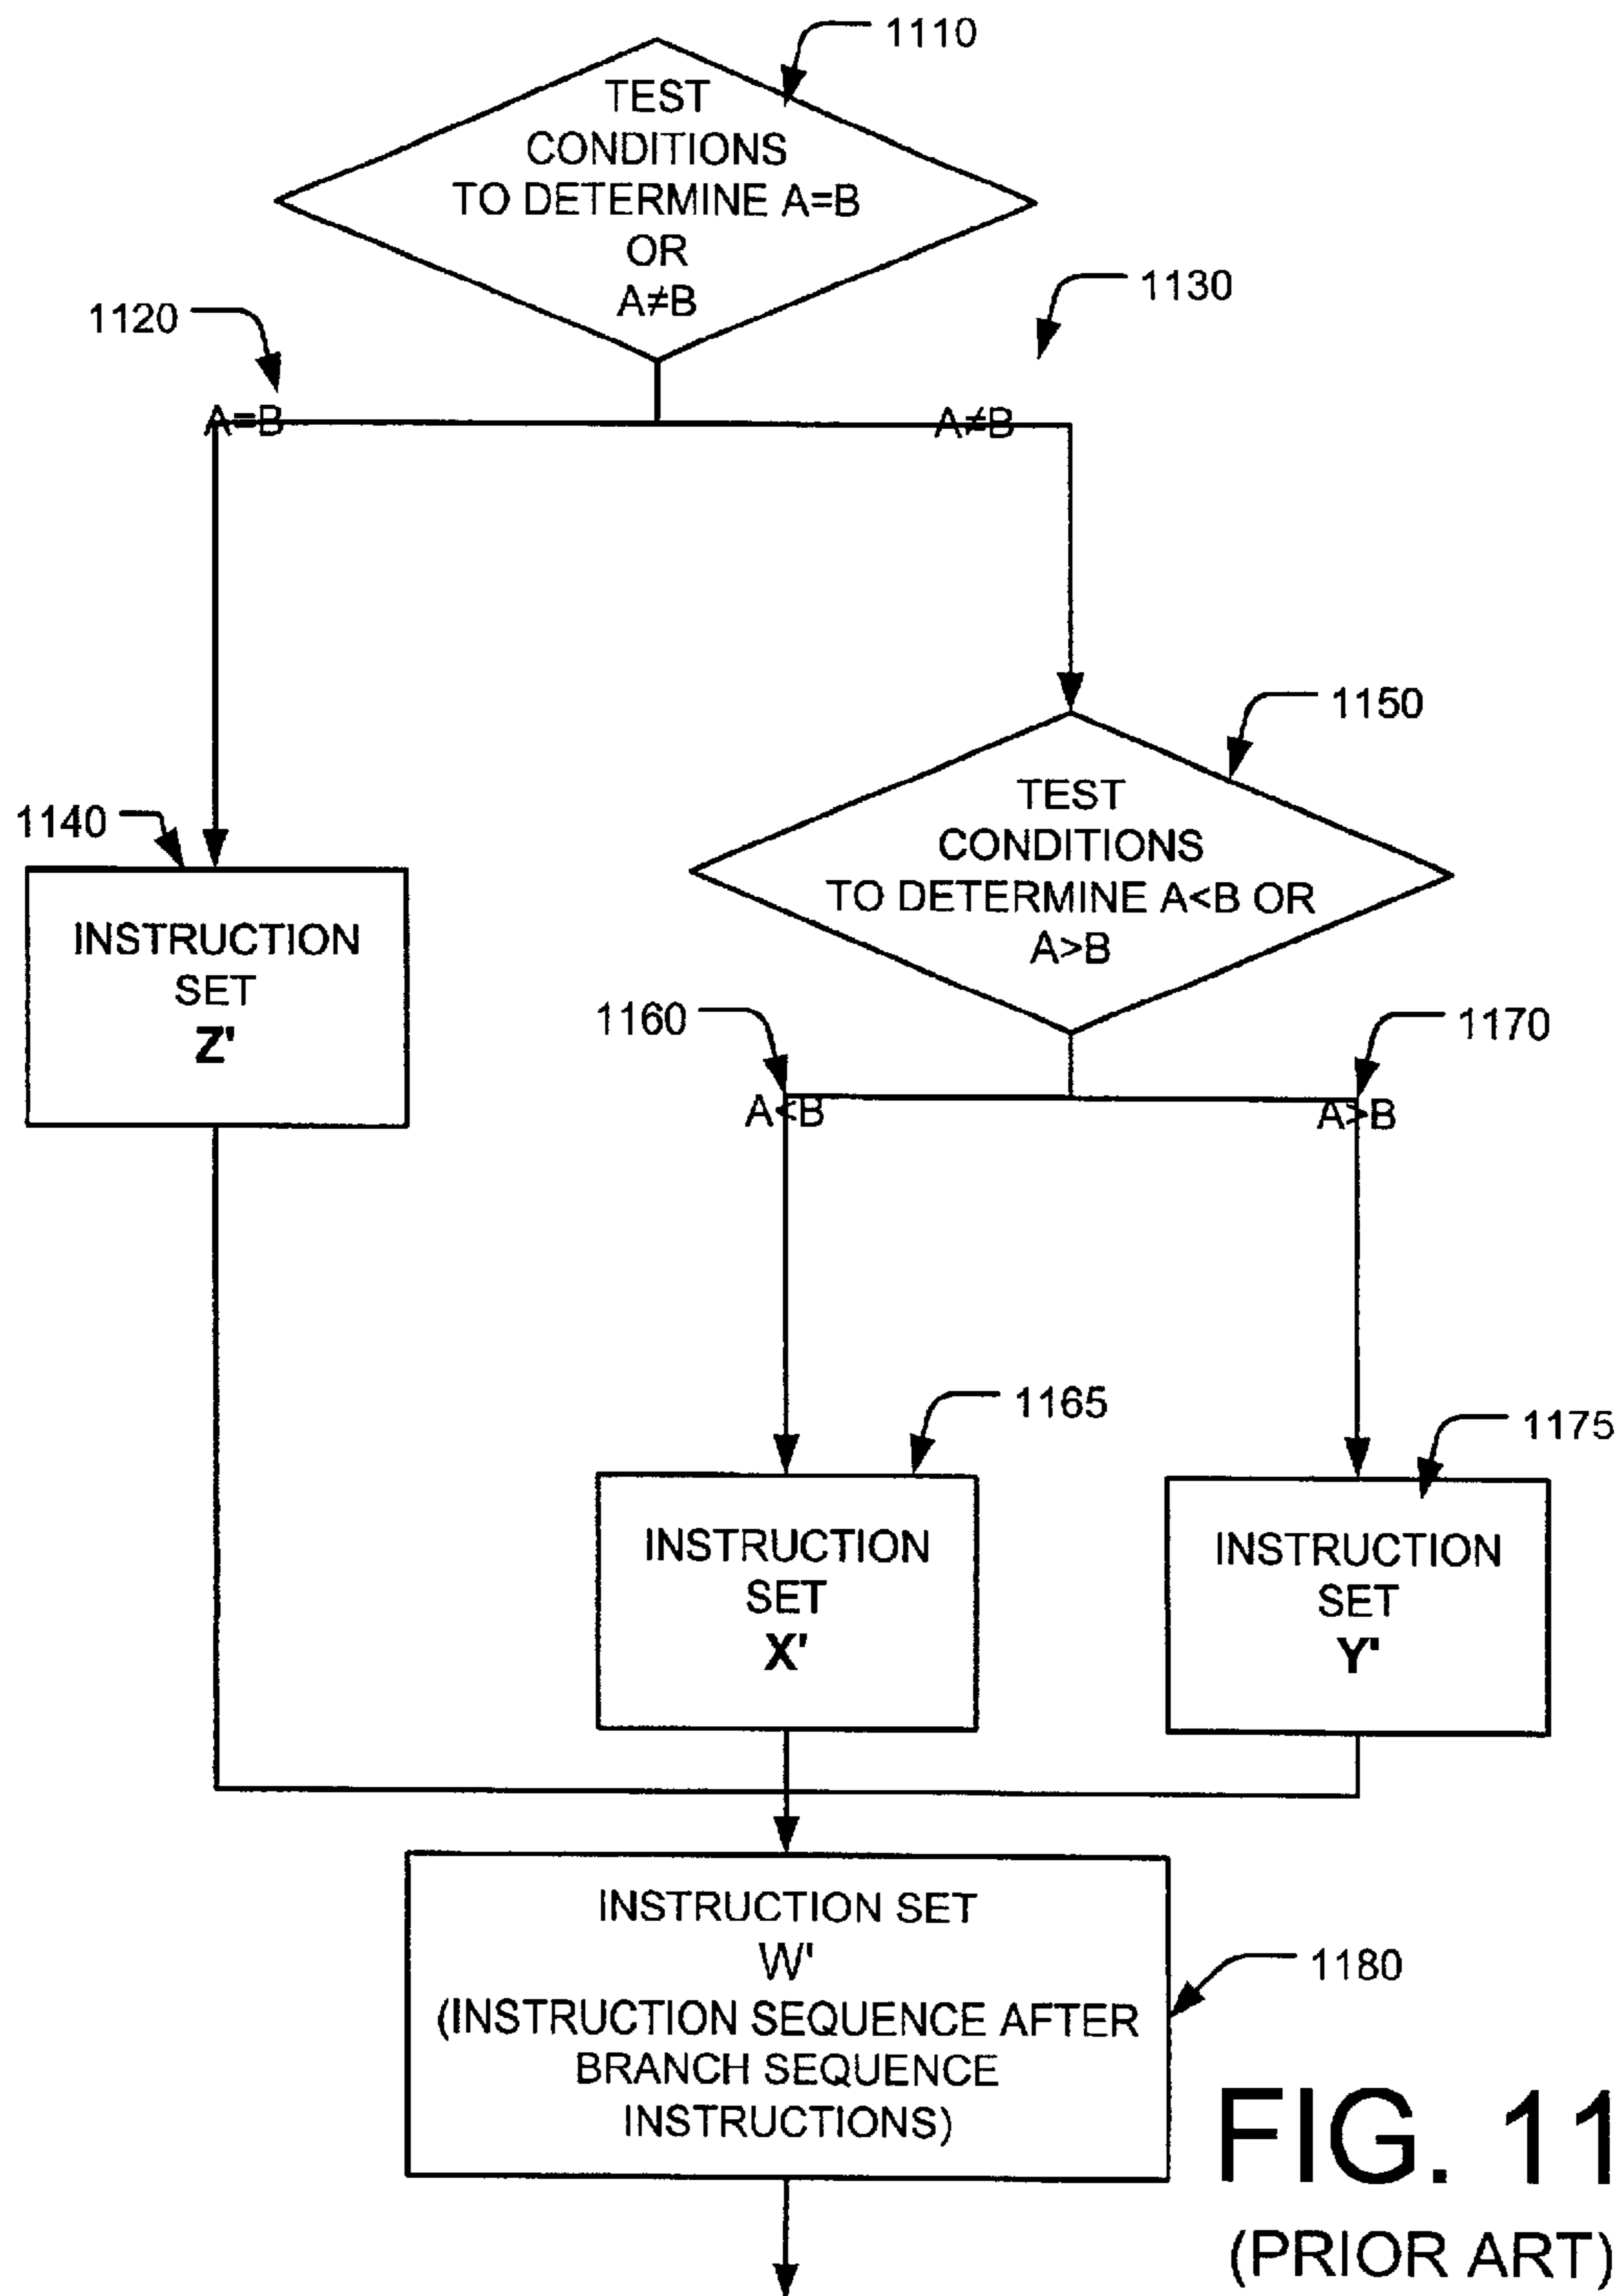 1110
TEST
CONDITIONS
TO DETERMINE A=B
OR
A≠B
1120
1130
A=B
A≠B
1150
TEST
CONDITIONS
TO DETERMINE A<B OR
A>B
1140
INSTRUCTION
SET
Z'
1160
1170
A<B
A>B
1165
1175
INSTRUCTION
SET
X'
INSTRUCTION
SET
Y'
INSTRUCTION SET
W'
(INSTRUCTION SEQUENCE AFTER
BRANCH SEQUENCE
INSTRUCTIONS)
1180
FIG. 11
(PRIOR ART)